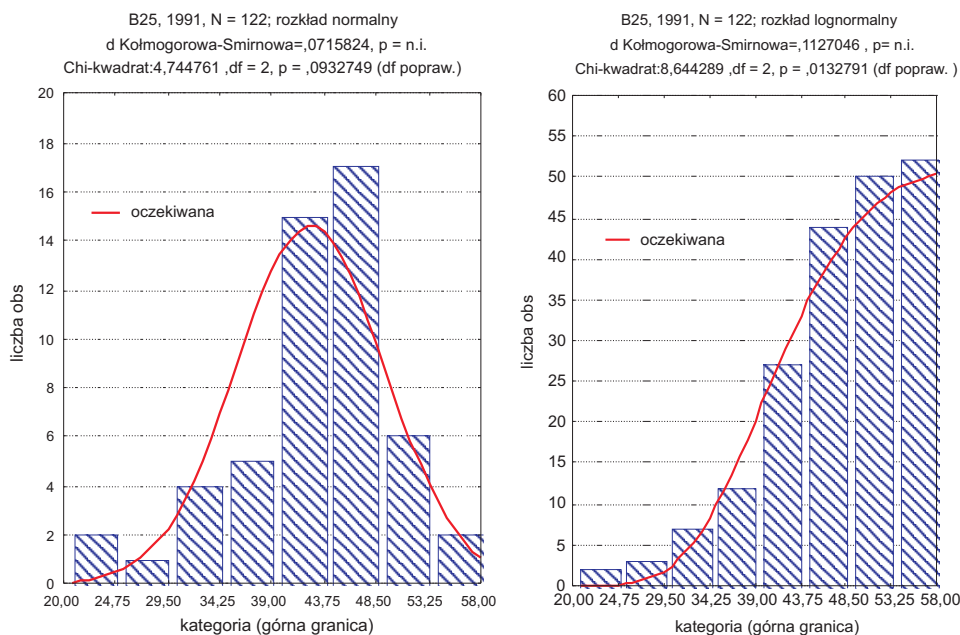 B25, 1991, N = 122; rozkład normalny
d Kołmogorowa-Smirnowa=,0715824, p = n.i.
Chi-kwadrat:4,744761 ,df = 2, p = ,0932749 (df popraw.)
20
18
16
14
12
10
8
6
4
2
0
liczba obs
oczekiwana
20,00 24,75 29,50 34,25 39,00 43,75 48,50 53,25 58,00
kategoria (górna granica)
B25, 1991, N = 122; rozkład lognormalny
d Kołmogorowa-Smirnowa=,1127046 , p= n.i.
Chi-kwadrat:8,644289 ,df = 2, p = ,0132791 (df popraw. )
60
55
50
45
40
35
30
25
20
15
10
5
0
liczba obs
oczekiwana
20,00 24,75 29,50 34,25 39,00 43,75 48,50 53,25 58,00
kategoria (górna granica)